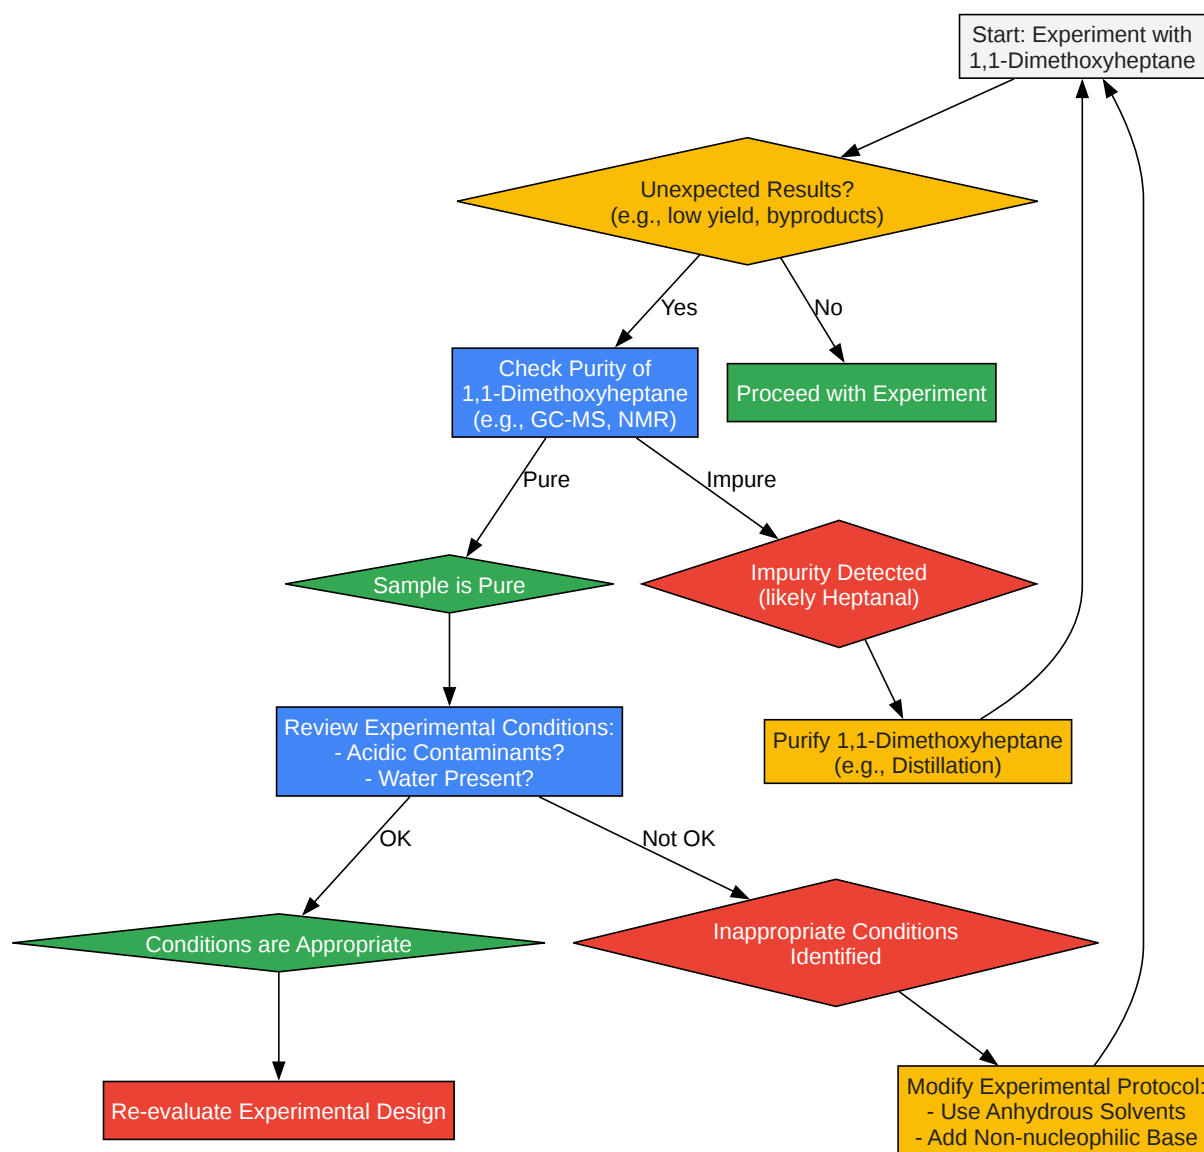 Start: Experiment with
1,1-Dimethoxyheptane
Unexpected Results?
(e.g., low yield, byproducts)
Yes
No
Check Purity of
1,1-Dimethoxyheptane
(e.g., GC-MS, NMR)
Proceed with Experiment
Pure
Impure
Sample is Pure
Impurity Detected
(likely Heptanal)
Review Experimental Conditions:
- Acidic Contaminants?
- Water Present?
Purify 1,1-Dimethoxyheptane
(e.g., Distillation)
OK
Not OK
Conditions are Appropriate
Inappropriate Conditions
Identified
Re-evaluate Experimental Design
Modify Experimental Protocol:
- Use Anhydrous Solvents
- Add Non-nucleophilic Base